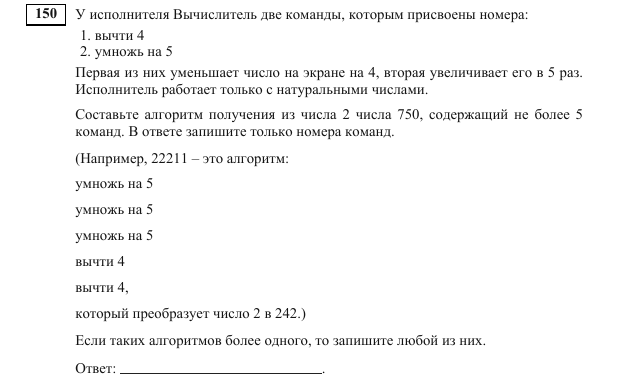 150 У исполнителя Вычислитель две команды, которым присвоены номера:
1. вычти 4
2. умножь на 5
Первая из них уменьшает число на экране на 4, вторая увеличивает его в 5 раз.
Исполнитель работает только с натуральными числами.
Составьте алгоритм получения из числа 2 числа 750, содержащий не более 5
команд. В ответе запишите только номера команд.
(Например, 22211 – это алгоритм:
умножь на 5
умножь на 5
умножь на 5
вычти 4
вычти 4,
который преобразует число 2 в 242.)
Если таких алгоритмов более одного, то запишите любой из них.
Ответ: ____________________________.